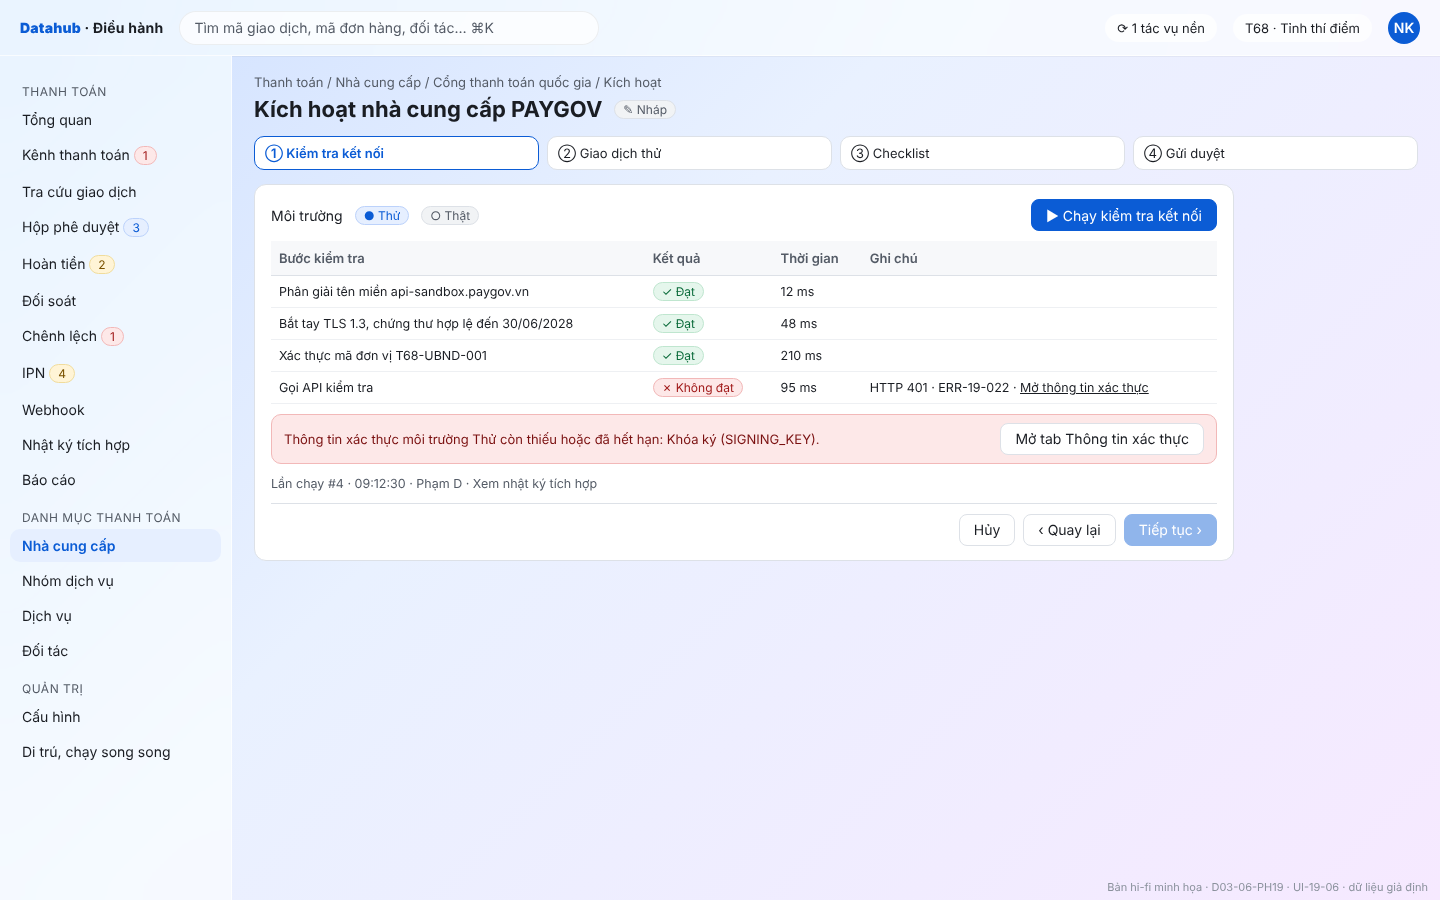 Datahub · Điều hành
Tìm mã giao dịch, mã đơn hàng, đối tác... ⌘K
⟳ 1 tác vụ nền
T68 · Tỉnh thí điểm
NK
THANH TOÁN
Tổng quan
Kênh thanh toán 1
Tra cứu giao dịch
Hộp phê duyệt 3
Hoàn tiền 2
Đối soát
Chênh lệch 1
IPN 4
Webhook
Nhật ký tích hợp
Báo cáo
DANH MỤC THANH TOÁN
Nhà cung cấp
Nhóm dịch vụ
Dịch vụ
Đối tác
QUẢN TRỊ
Cấu hình
Di trú, chạy song song
Thanh toán / Nhà cung cấp / Cổng thanh toán quốc gia / Kích hoạt
Kích hoạt nhà cung cấp PAYGOV ✎ Nháp
① Kiểm tra kết nối
② Giao dịch thử
③ Checklist
④ Gửi duyệt
Môi trường ● Thử ○ Thật ▶ Chạy kiểm tra kết nối
Bước kiểm tra Kết quả Thời gian Ghi chú
Phân giải tên miền api-sandbox.paygov.vn ✓ Đạt 12 ms
Bắt tay TLS 1.3, chứng thư hợp lệ đến 30/06/2028 ✓ Đạt 48 ms
Xác thực mã đơn vị T68-UBND-001 ✓ Đạt 210 ms
Gọi API kiểm tra × Không đạt 95 ms HTTP 401 · ERR-19-022 · Mở thông tin xác thực
Thông tin xác thực môi trường Thử còn thiếu hoặc đã hết hạn: Khóa ký (SIGNING_KEY). Mở tab Thông tin xác thực
Lần chạy #4 · 09:12:30 · Phạm D · Xem nhật ký tích hợp
Hủy ‹ Quay lại Tiếp tục ›
Bản hi-fi minh họa · D03-06-PH19 · UI-19-06 · dữ liệu giả định